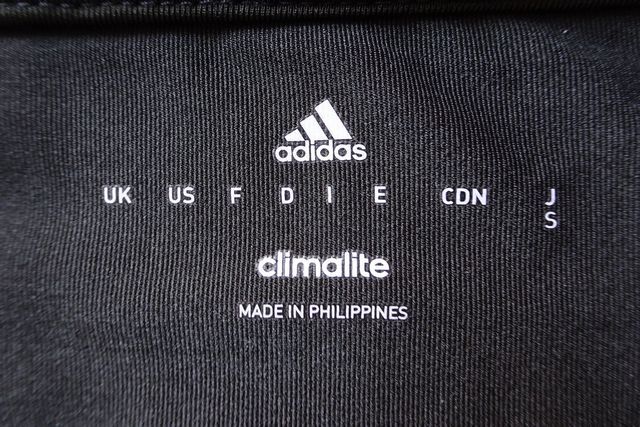 adidas
UK US F D I E CDN J
S
climalite
MADE IN PHILIPPINES